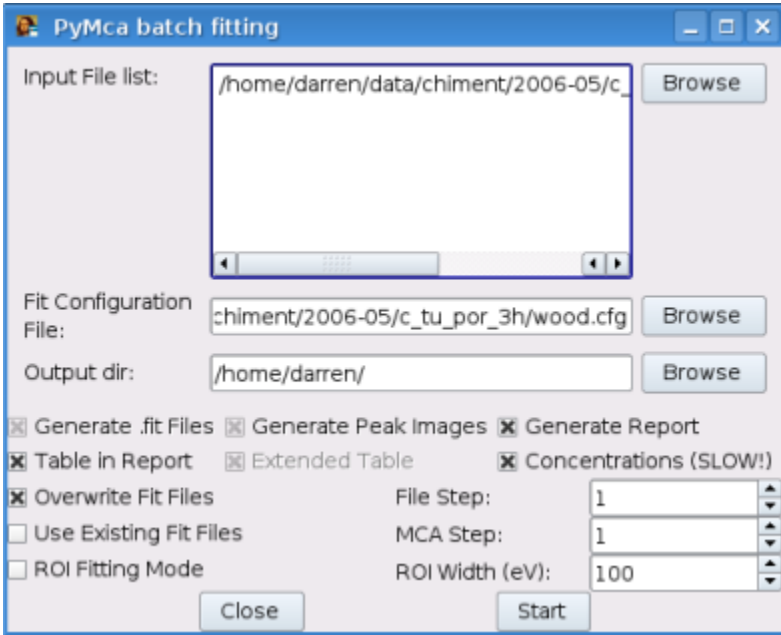 PyMca batch fitting
Input File list:
/home/darren/data/chiment/2006-05/c_
Browse
Fit Configuration
File:
chiment/2006-05/c_tu_por_3h/wood.cfg
Browse
Output dir:
/home/darren/
Browse
Generate .fit Files Generate Peak Images Generate Report
Table in Report Extended Table Concentrations (SLOW!)
Overwrite Fit Files File Step: 1
Use Existing Fit Files MCA Step: 1
ROI Fitting Mode ROI Width (eV): 100
Close Start